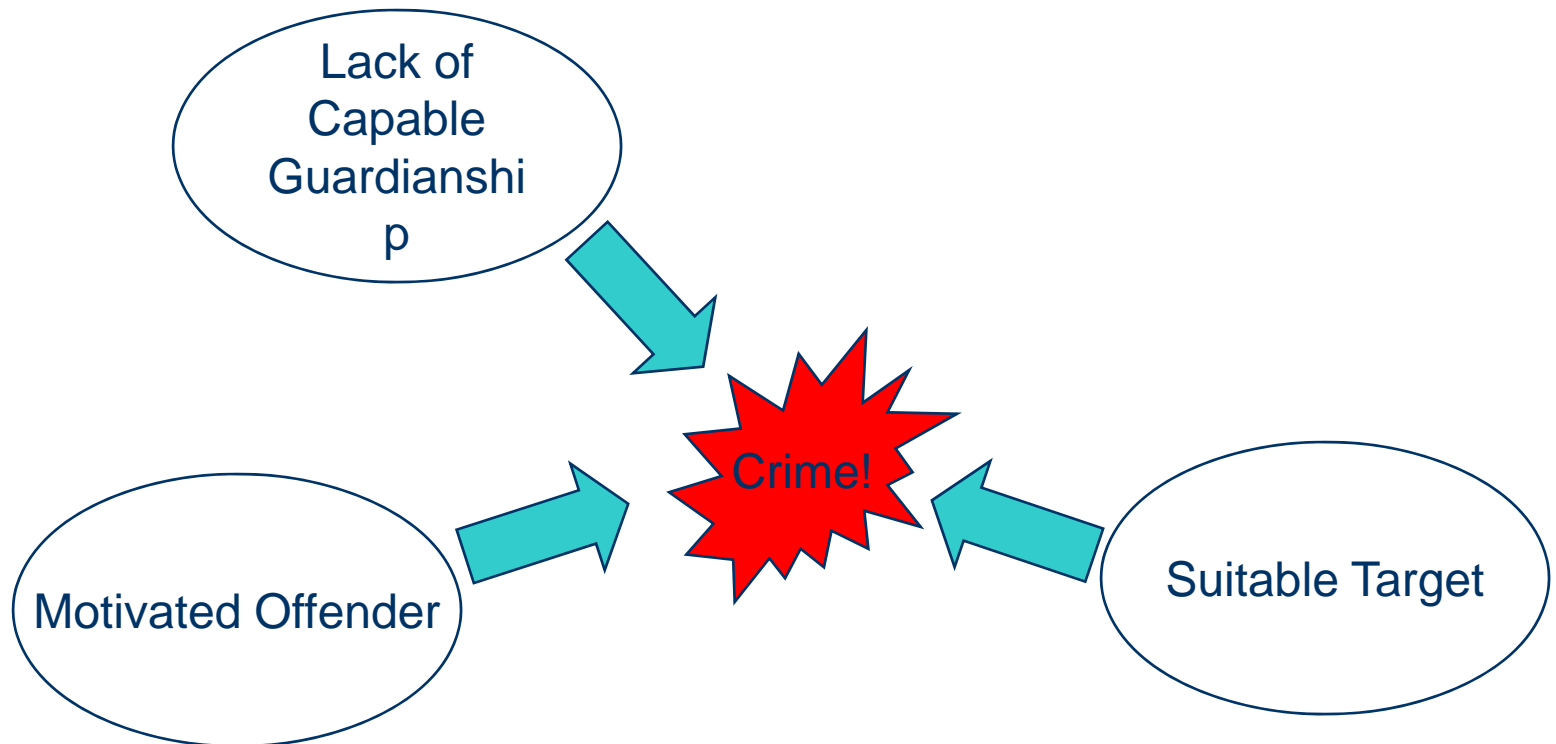 Lack of
Capable
Guardianshi
p
Crime!
Motivated Offender
Suitable Target